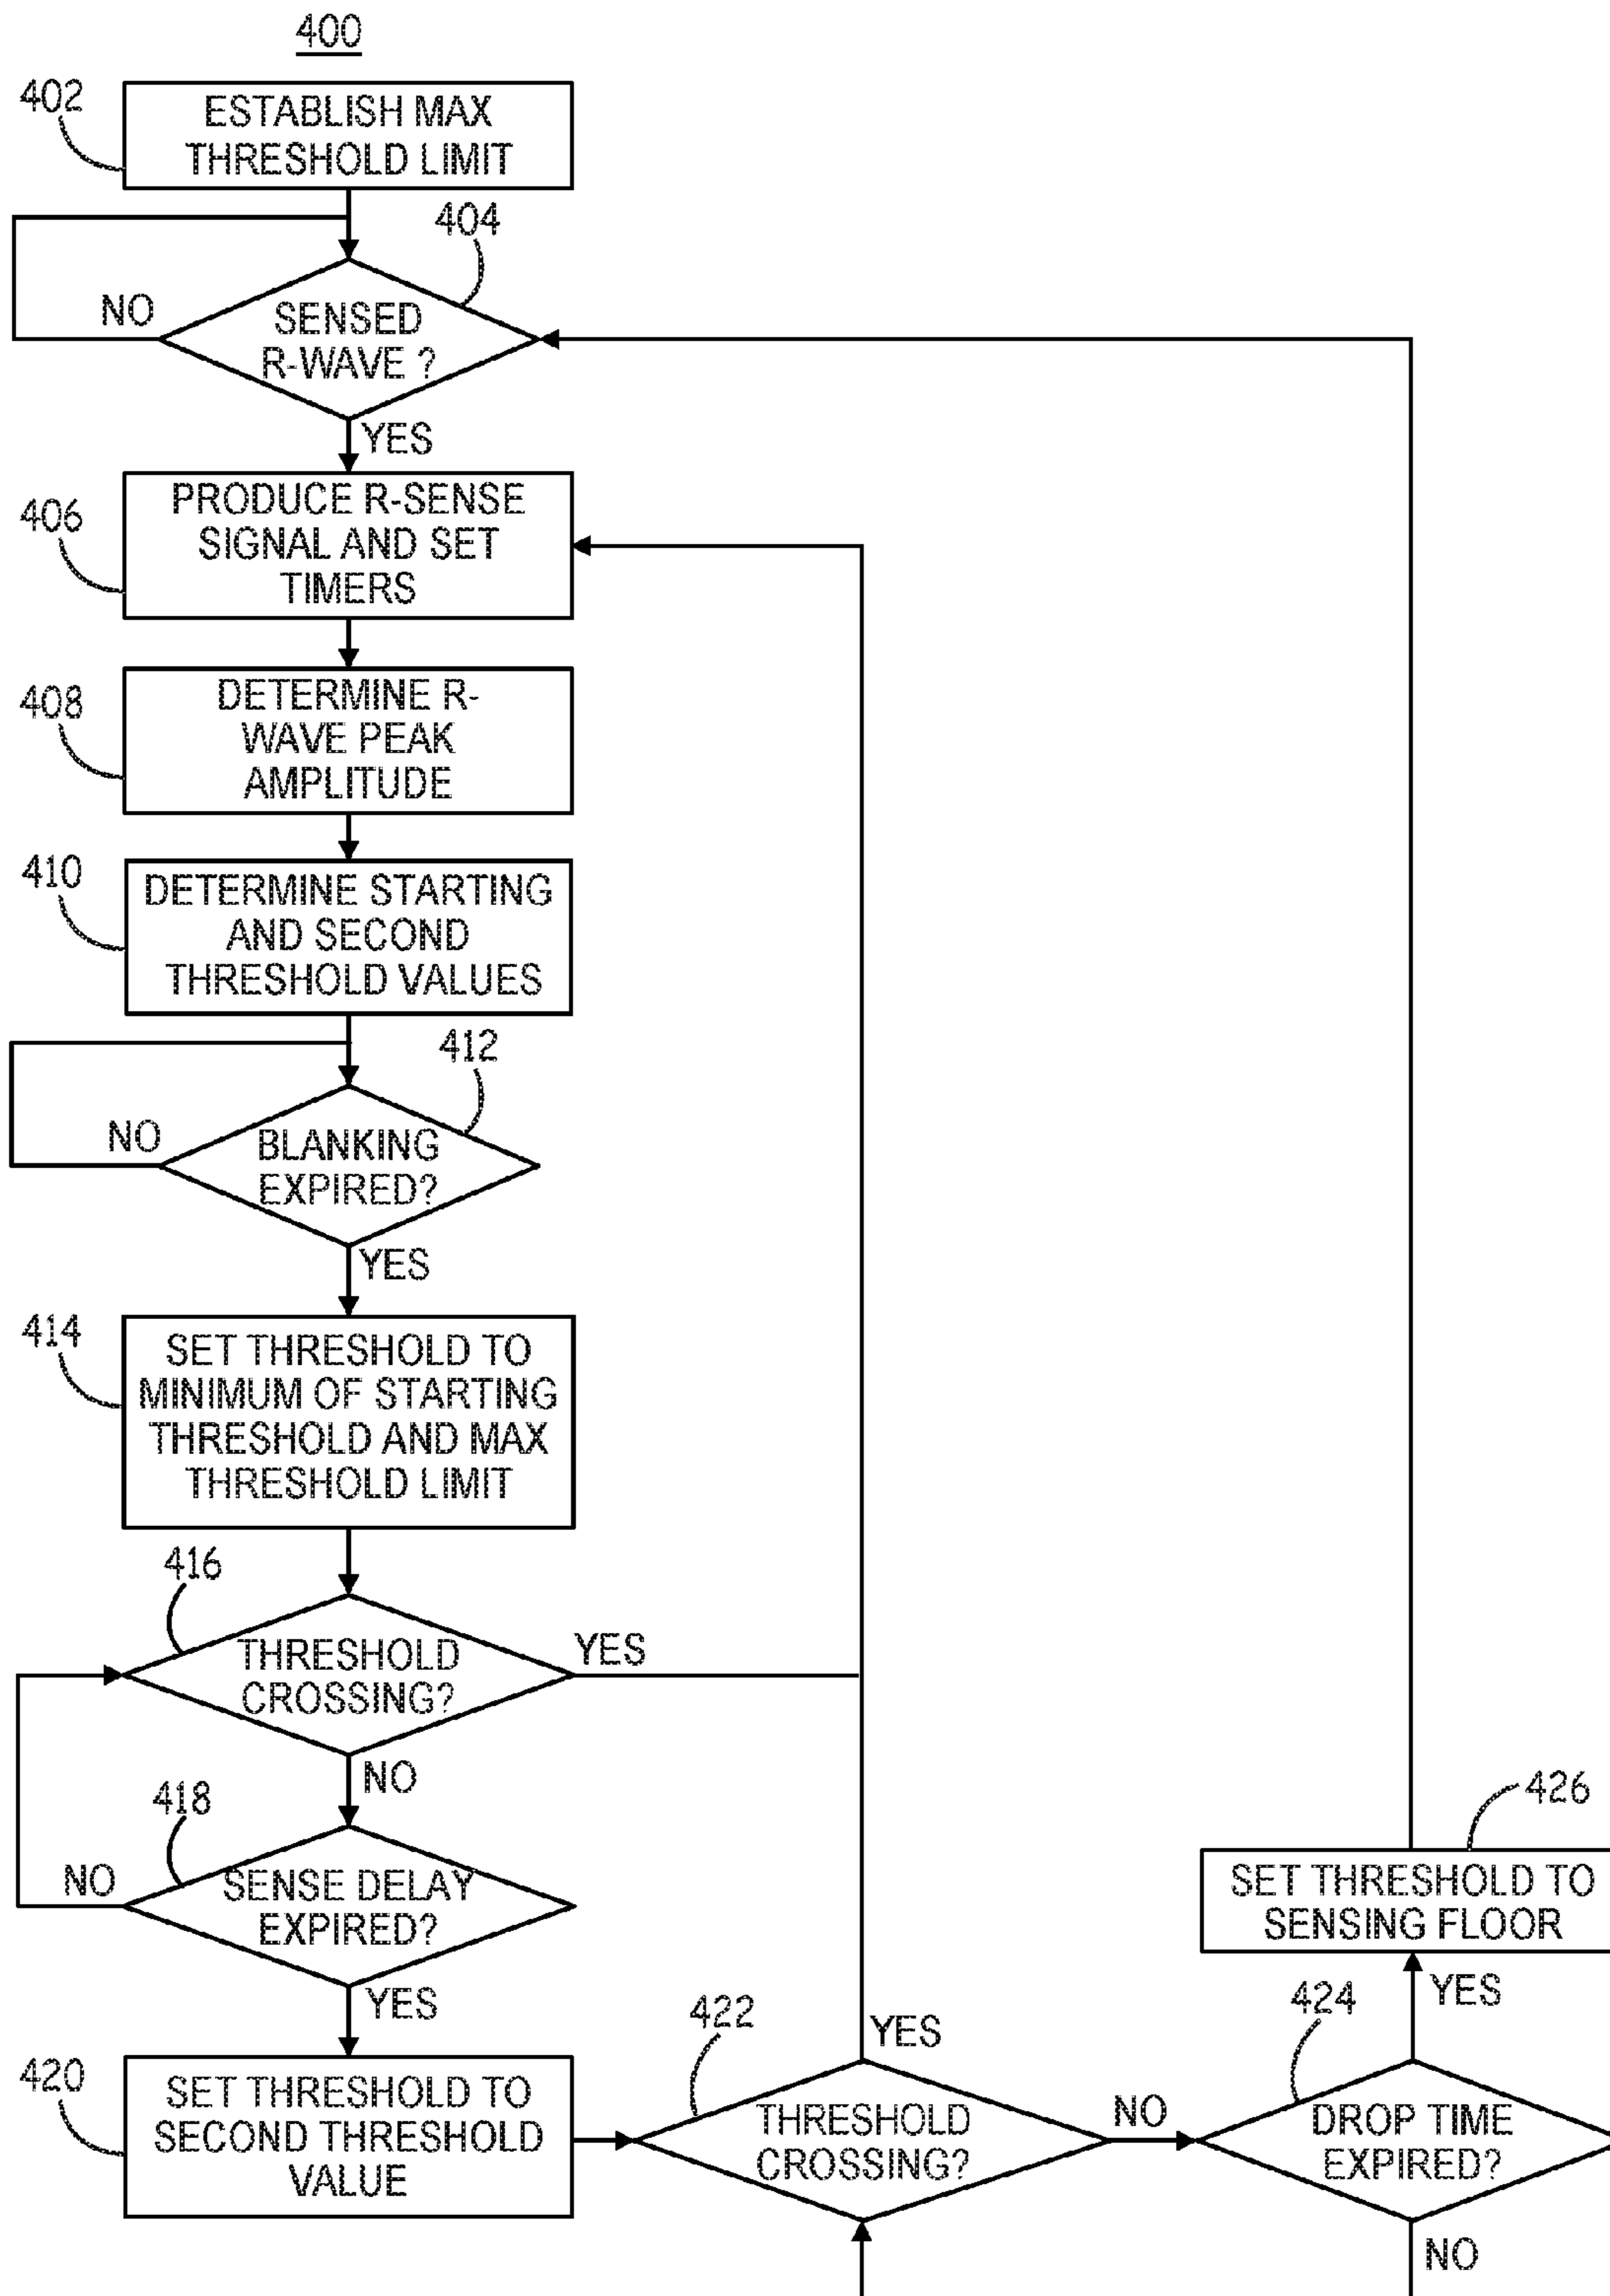 400
402
ESTABLISH MAX
THRESHOLD LIMIT
404
NO
SENSED
R-WAVE ?
YES
406
PRODUCE R-SENSE
SIGNAL AND SET
TIMERS
408
DETERMINE R-
WAVE PEAK
AMPLITUDE
410
DETERMINE STARTING
AND SECOND
THRESHOLD VALUES
412
NO
BLANKING
EXPIRED?
YES
414
SET THRESHOLD TO
MINIMUM OF STARTING
THRESHOLD AND MAX
THRESHOLD LIMIT
416
THRESHOLD
CROSSING?
YES
NO
418
NO
SENSE DELAY
EXPIRED?
YES
420
SET THRESHOLD TO
SECOND THRESHOLD
VALUE
422
YES
THRESHOLD
CROSSING?
NO
424
DROP TIME
EXPIRED?
YES
NO
426
SET THRESHOLD TO
SENSING FLOOR